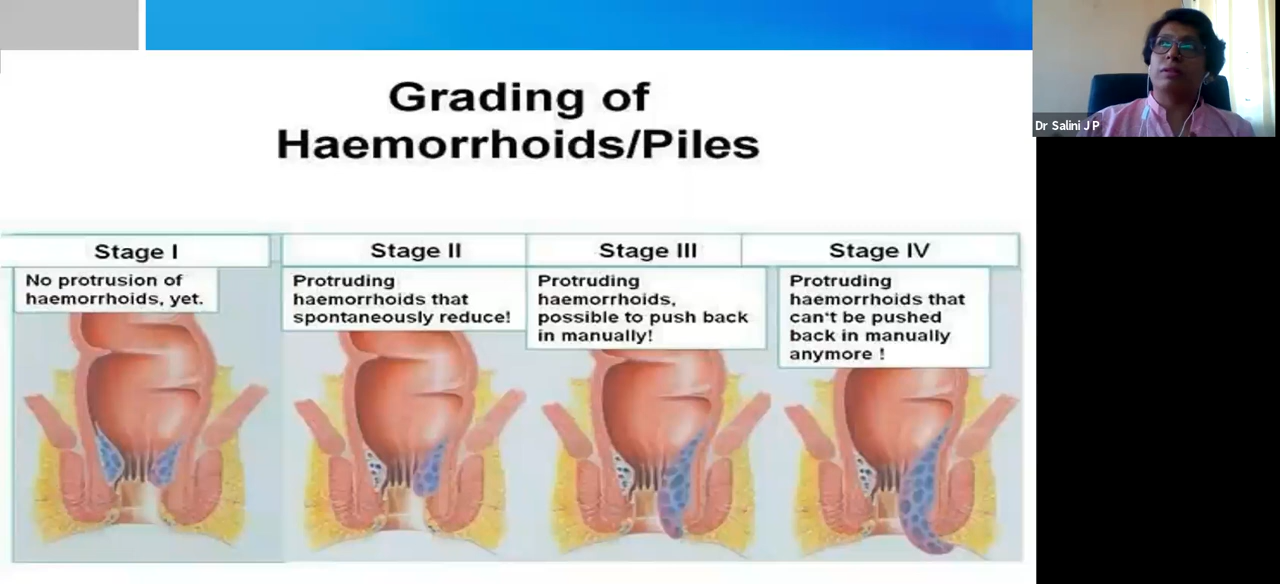 Grading of
Haemorrhoids/Piles
Stage I
No protrusion of
haemorrhoids, yet.
Stage II
Protruding
haemorrhoids that
spontaneously reduce!
Stage III
Protruding
haemorrhoids,
possible to push back
in manually!
Stage IV
Protruding
haemorrhoids that
can't be pushed
back in manually
anymore !
Dr Salini J P